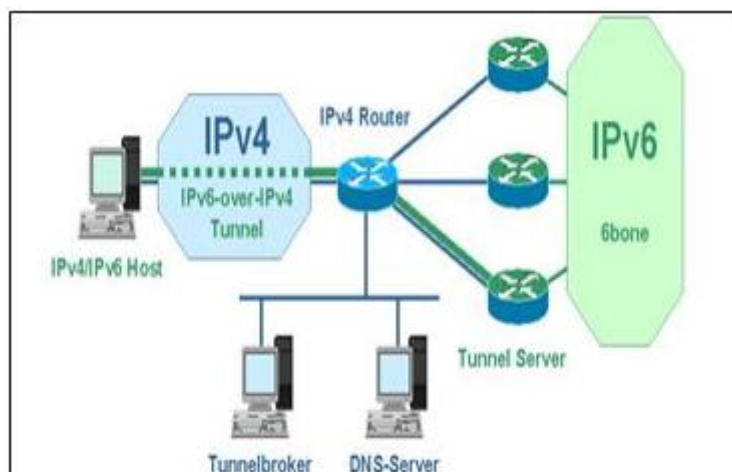 IPv4
IPv4 Router
IPv6
IPv6-over-IPv4
Tunnel
6bone
IPv4/IPv6 Host
Tunnel Server
Tunnelbroker
DNS-Server